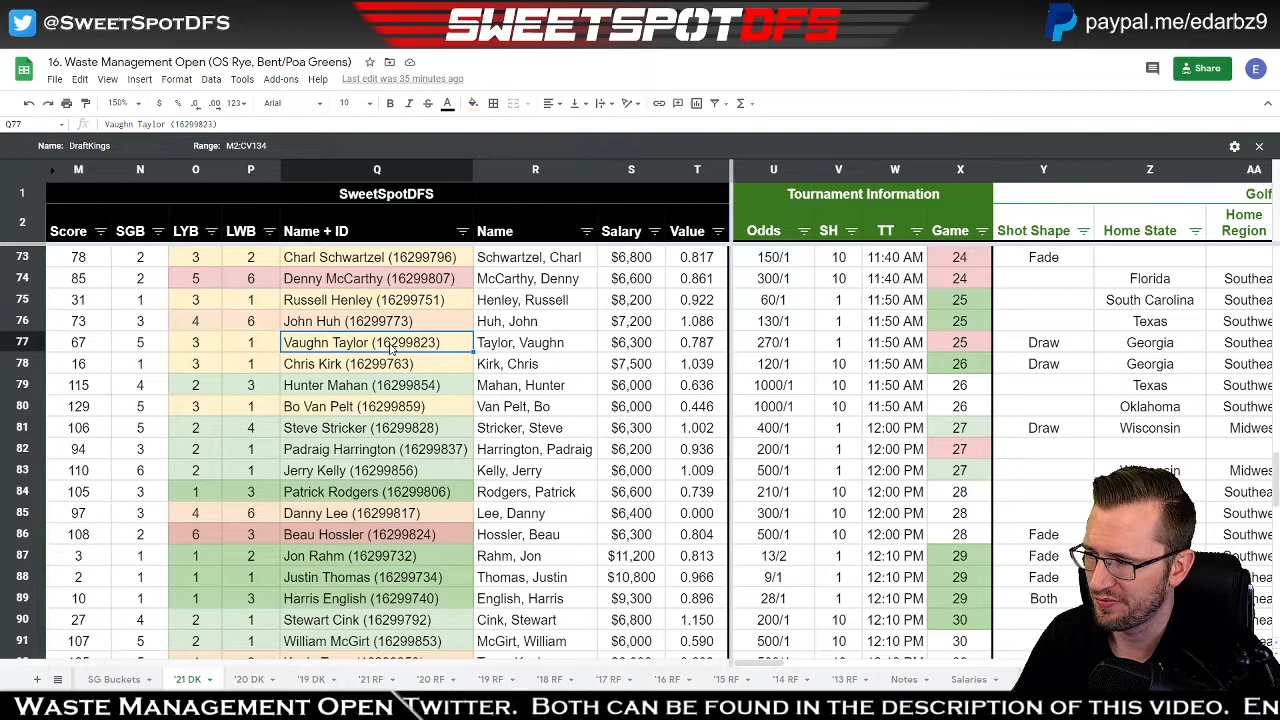 @SWEETSPOTDFS
SWEETSPOTDFS
paypal.me/edarbz9
16. Waste Management Open (OS Rye, Bent/Poa Greens)
File Edit View Insert Format Data Tools Add-ons Help Last edit was 35 minutes ago
Share
E
150% $ % .0 .00 123 Arial 10 B I S A
Q77 fx Vaughn Taylor (16299823)
Name: DraftKings Range: M2:CV134
M N O P Q R S T U V W X Y Z AA
1 SweetSpotDFS Tournament Information Golf
2 Score SGB LYB LWB Name + ID Name Salary Value Odds SH TT Game Shot Shape Home State Home Region
73 78 2 3 2 Charl Schwartzel (16299796) Schwartzel, Charl $6,800 0.817 150/1 10 11:40 AM 24 Fade
74 85 2 5 6 Denny McCarthy (16299807) McCarthy, Denny $6,600 0.861 300/1 10 11:40 AM 24 Florida Southea
75 31 1 3 1 Russell Henley (16299751) Henley, Russell $8,200 0.922 60/1 1 11:50 AM 25 South Carolina Southea
76 73 3 4 6 John Huh (16299773) Huh, John $7,200 1.086 130/1 1 11:50 AM 25 Texas Southwe
77 67 5 3 1 Vaughn Taylor (16299823) Taylor, Vaughn $6,300 0.787 270/1 1 11:50 AM 25 Draw Georgia Southea
78 16 1 3 1 Chris Kirk (16299763) Kirk, Chris $7,500 1.039 120/1 10 11:50 AM 26 Draw Georgia Southea
79 115 4 2 3 Hunter Mahan (16299854) Mahan, Hunter $6,000 0.636 1000/1 10 11:50 AM 26 Texas Southwe
80 129 5 3 1 Bo Van Pelt (16299859) Van Pelt, Bo $6,000 0.446 1000/1 10 11:50 AM 26 Oklahoma Southwe
81 106 5 2 4 Steve Stricker (16299828) Stricker, Steve $6,300 1.002 400/1 1 12:00 PM 27 Draw Wisconsin Midwes
82 94 3 2 1 Padraig Harrington (16299837) Harrington, Padraig $6,200 0.936 200/1 1 12:00 PM 27
83 110 6 2 1 Jerry Kelly (16299856) Kelly, Jerry $6,000 1.009 500/1 1 12:00 PM 27 Wisconsin Midwes
84 105 3 1 3 Patrick Rodgers (16299806) Rodgers, Patrick $6,600 0.739 210/1 10 12:00 PM 28 Southea
85 97 3 4 6 Danny Lee (16299817) Lee, Danny $6,400 0.000 300/1 10 12:00 PM 28 Southwe
86 108 2 6 3 Beau Hossler (16299824) Hossler, Beau $6,300 0.804 300/1 10 12:00 PM 28 Fade Southwe
87 3 1 1 2 Jon Rahm (16299732) Rahm, Jon $11,200 0.813 13/2 1 12:10 PM 29 Fade
88 2 1 1 1 Justin Thomas (16299734) Thomas, Justin $10,800 0.966 9/1 1 12:10 PM 29 Fade
89 10 1 1 3 Harris English (16299740) English, Harris $9,300 0.896 28/1 1 12:10 PM 29 Both
90 27 4 2 1 Stewart Cink (16299792) Cink, Stewart $6,800 1.150 200/1 10 12:10 PM 30
91 107 5 2 1 William McGirt (16299853) McGirt, William $6,000 0.590 500/1 10 12:10 PM 30
SG Buckets '21 DK '20 DK '19 DK '21 RF '20 RF '19 RF '18 RF '17 RF '16 RF '15 RF '14 RF '13 RF Notes Salaries
Waste Management Open Twitter. Both can be found in the description of this video. En